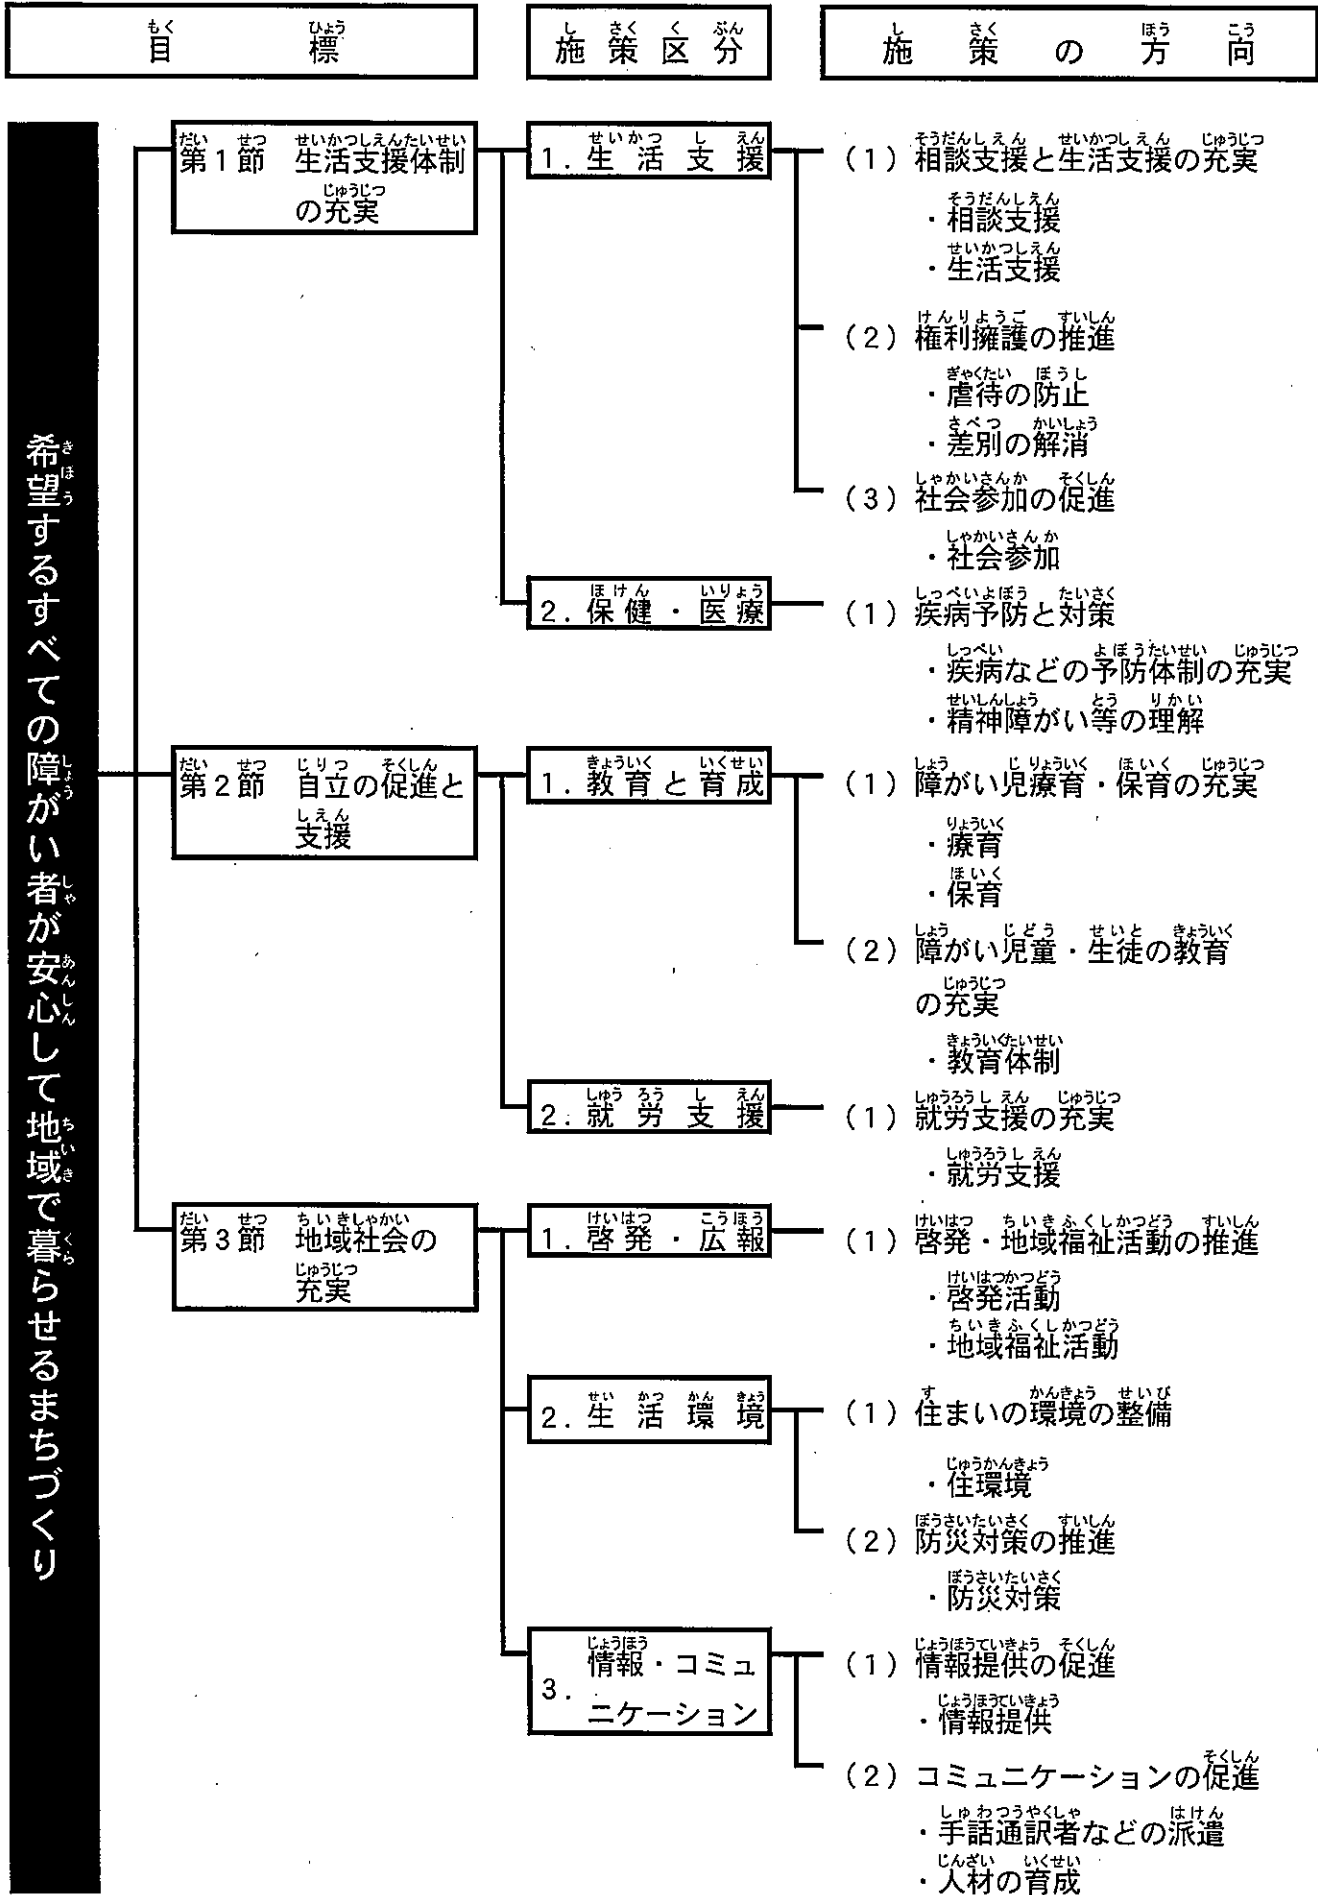 目標
施策区分
施策の方向
希望するすべての障がい者が安心して地域で暮らせるまちづくり
第1節 生活支援体制
の充実
1.生活支援
(1)相談支援と生活支援の充実
・相談支援
・生活支援
(2)権利擁護の推進
・虐待の防止
・差別の解消
(3)社会参加の促進
・社会参加
2.保健・医療
(1)疾病予防と対策
・疾病などの予防体制の充実
・精神障がい等の理解
第2節 自立の促進と
支援
1.教育と育成
(1)障がい児療育・保育の充実
・療育
・保育
(2)障がい児童・生徒の教育
の充実
・教育体制
2.就労支援
(1)就労支援の充実
・就労支援
第3節 地域社会の
充実
1.啓発・広報
(1)啓発・地域福祉活動の推進
・啓発活動
・地域福祉活動
2.生活環境
(1)住まいの環境の整備
・住環境
(2)防災対策の推進
・防災対策
3.情報・コミュ
ニケーション
(1)情報提供の促進
・情報提供
(2)コミュニケーションの促進
・手話通訳者などの派遣
・人材の育成